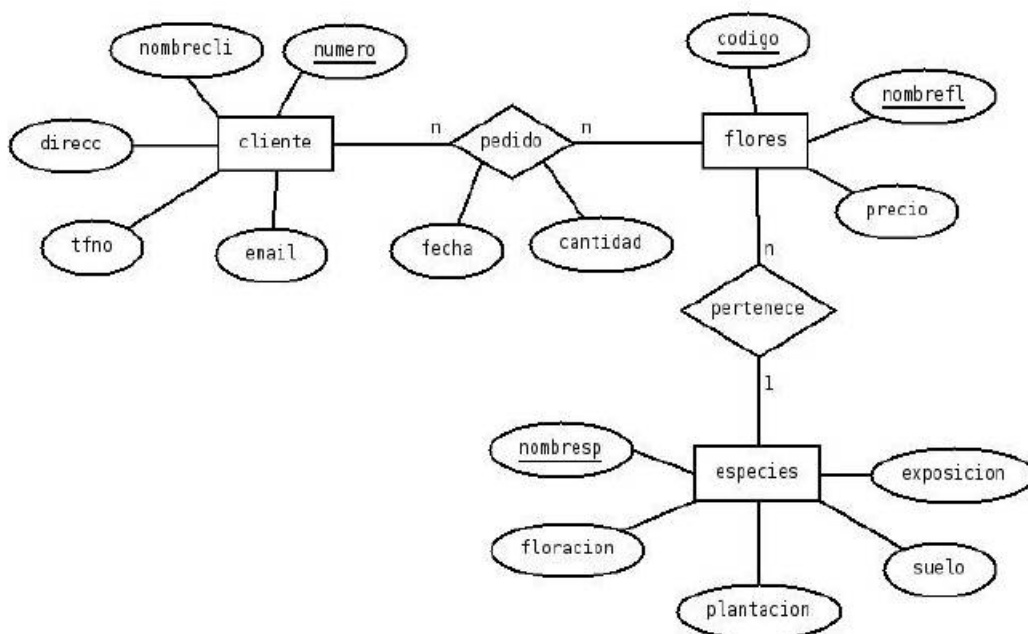 codigo
nombrecli
numero
nombrefl
direcc
cliente
n
pedido
n
flores
precio
tfno
email
fecha
cantidad
n
pertenece
1
nombresp
especies
exposicion
floracion
suelo
plantacion